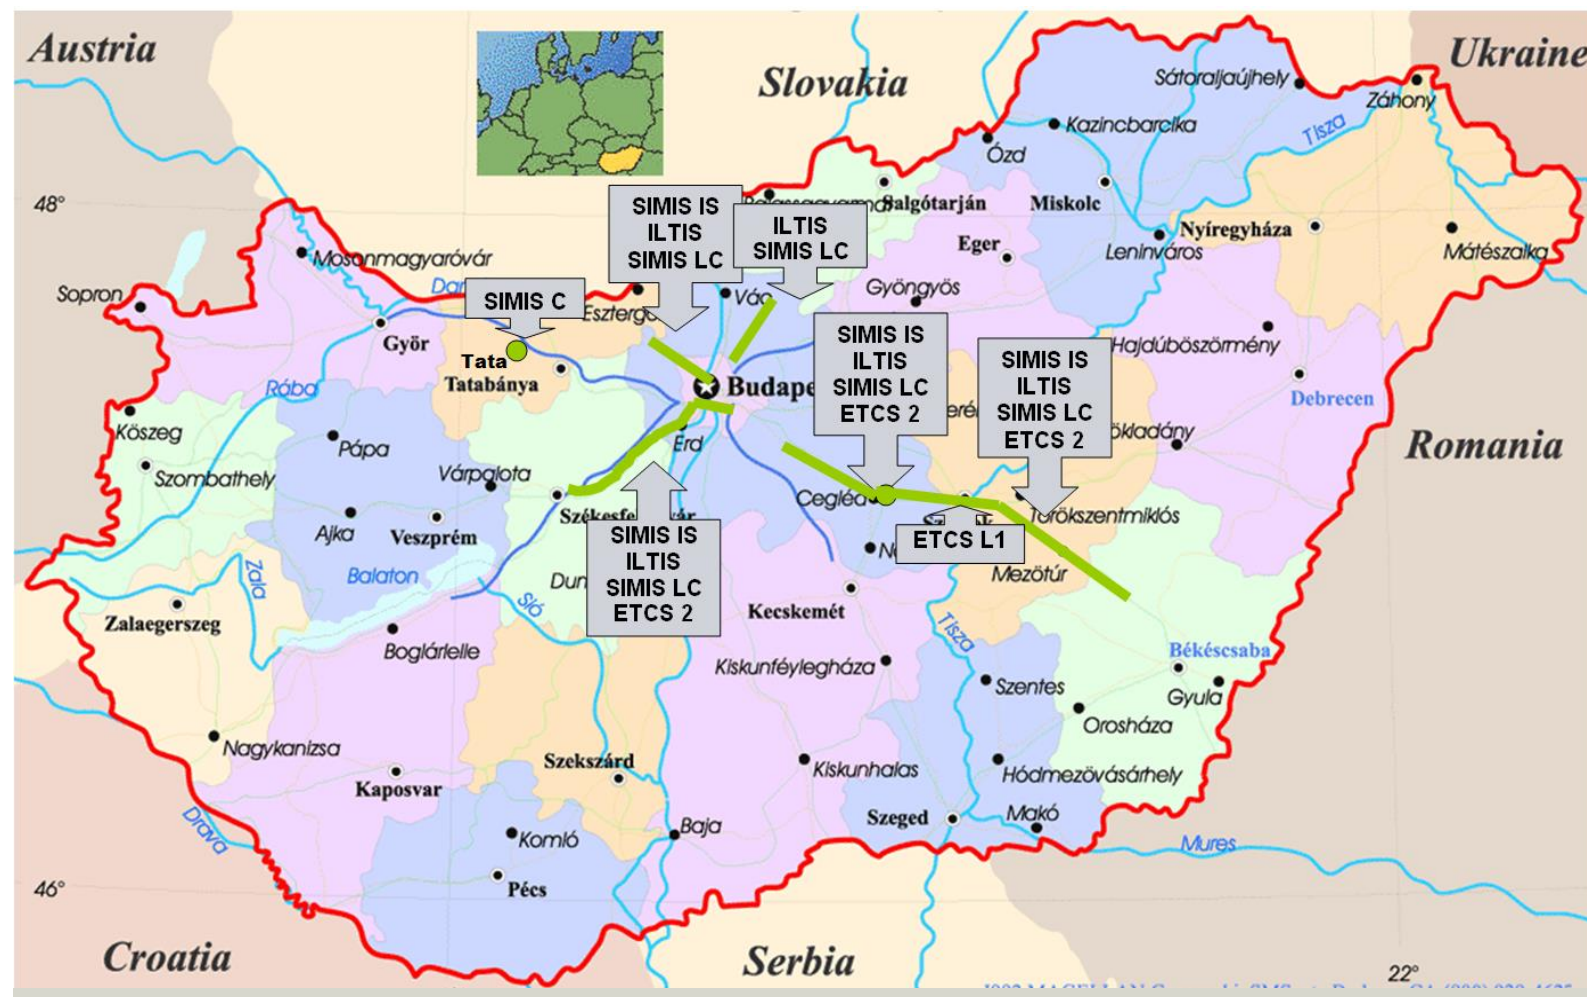 Austria
Slovakia
Ukraine
Sátoraljaújhely
Záhony
Kazincbarcika
Tisza
Ózd
48°
SIMIS IS
ILTIS
SIMIS LC
ILTIS
SIMIS LC
Salgótarján
Miskolc
Nyíregyháza
Eger
Leninváros
Mátészalka
Mosonmagyaróvár
Sopron
SIMIS C
Gyöngyös
Győr
Tata
Tatabánya
SIMIS IS
ILTIS
SIMIS LC
ETCS 2
SIMIS IS
ILTIS
SIMIS LC
ETCS 2
Hajdúböszörmény
Debrecen
Rába
Köszeg
Pápa
Érd
Romania
Szombathely
Várpalota
Cegléd
Törökszentmiklós
Ajka
Veszprém
ETCS L1
SIMIS IS
ILTIS
SIMIS LC
ETCS 2
Balaton
Zala
Sió
Mezötúr
Zalaegerszeg
Kecskemét
Tisza
Boglárlelle
Kiskunféylegháza
Békéscsaba
Szentes
Gyula
Orosháza
Nagykanizsa
Szekszárd
Kiskunhalas
Hódmezövásárhely
Kaposvar
Szeged
Makó
Drava
Komló
Baja
Mures
Pécs
46°
Croatia
Serbia
22°